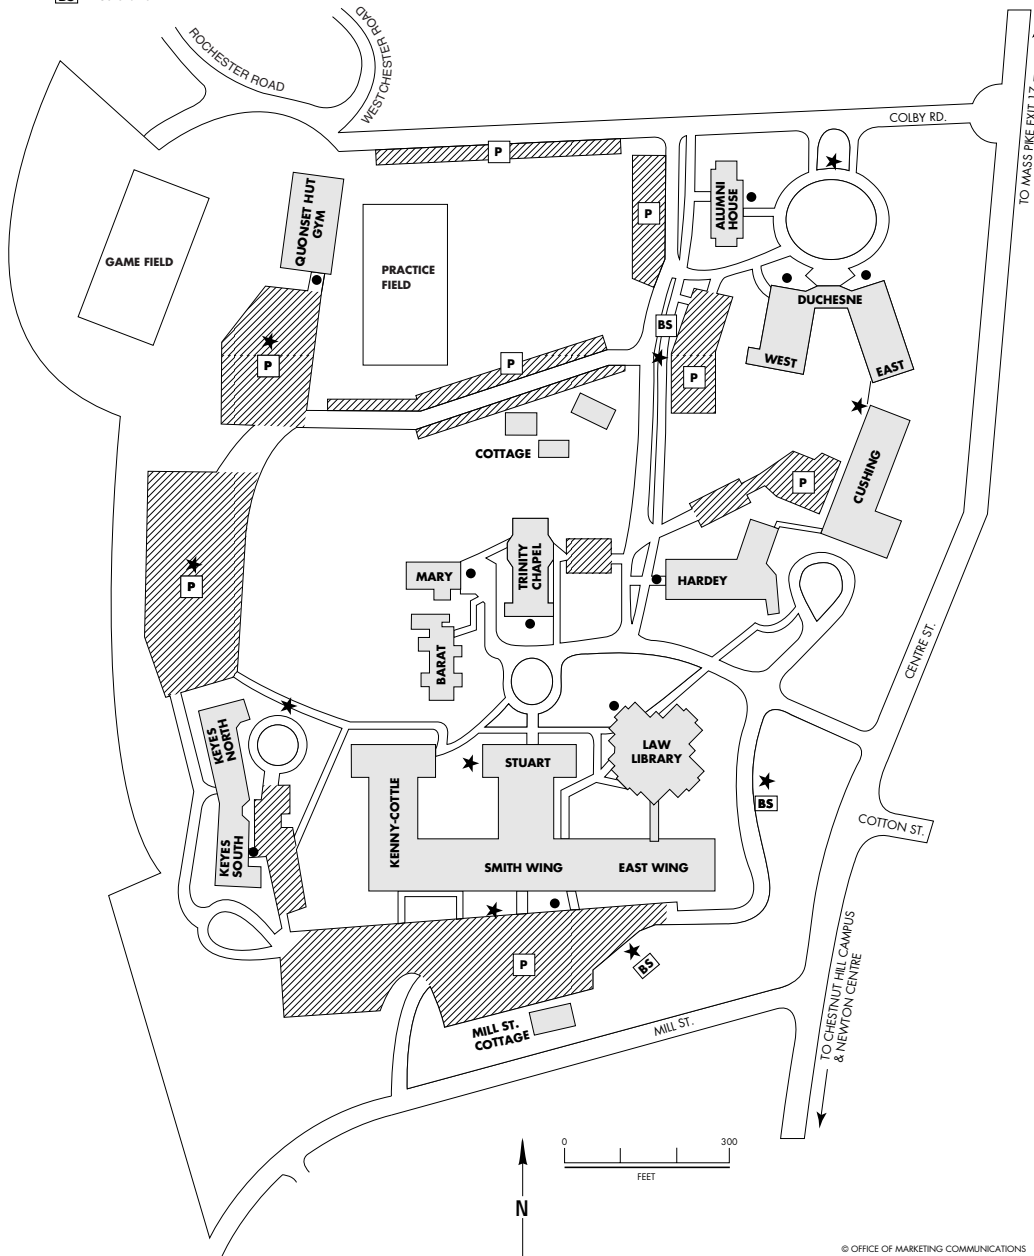 BS
ROCHESTER ROAD
WESTCHESTER ROAD
COLBY RD.
TO MASS PIKE EXIT 17
P
P
ALUMNI
HOUSE
QUONSET HUT
GYM
GAME FIELD
PRACTICE
FIELD
DUCHESNE
WEST
EAST
BS
P
P
P
COTTAGE
CUSHING
P
P
MARY
TRINITY
CHAPEL
HARDEY
BARAT
CENTRE ST.
KEYES
NORTH
KEYES
SOUTH
KENNY-COTTLE
STUART
LAW
LIBRARY
BS
COTTON ST.
SMITH WING
EAST WING
P
BS
MILL ST.
COTTAGE
MILL ST.
TO CHESTNUT HILL CAMPUS
& NEWTON CENTRE
0
300
FEET
N
© OFFICE OF MARKETING COMMUNICATIONS